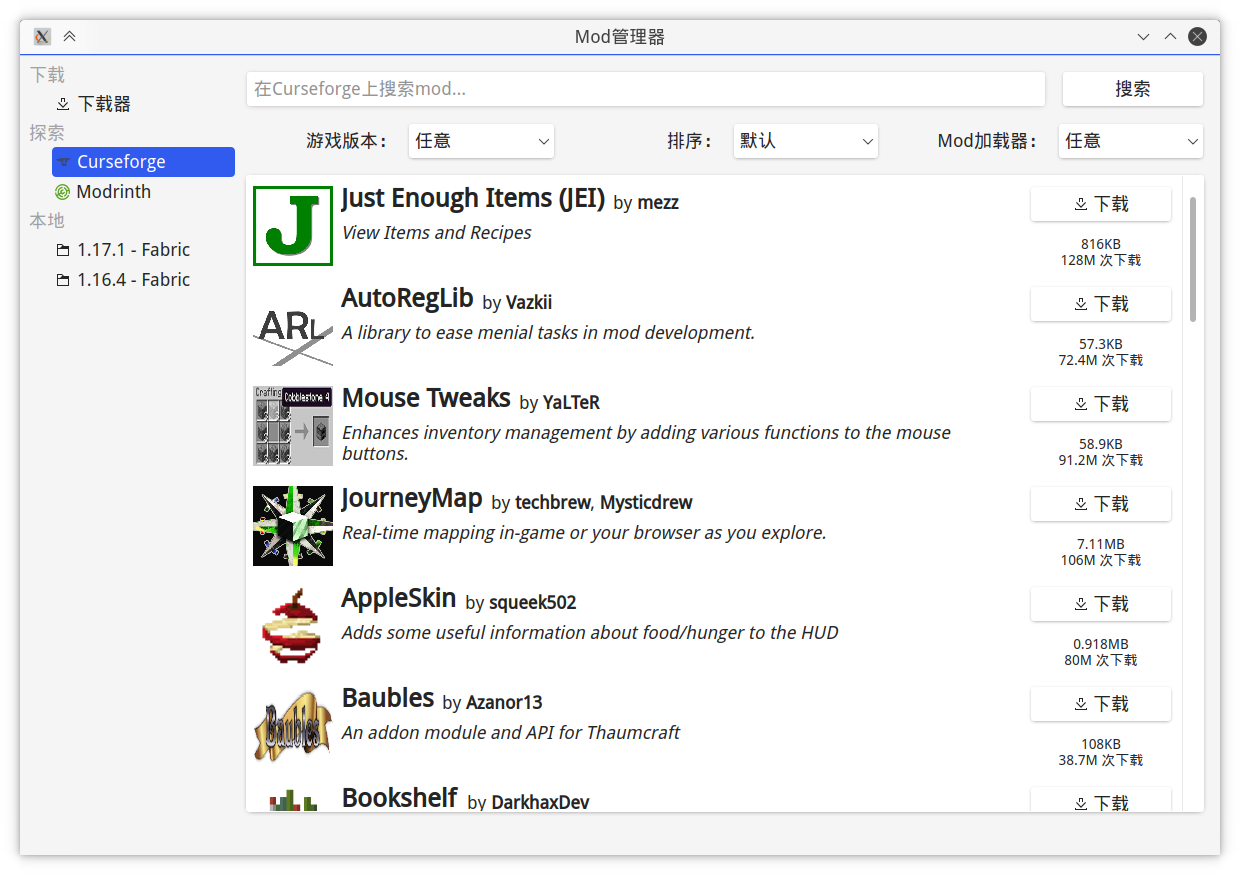 Mod管理器
下载
下载器
探索
Curseforge
Modrinth
本地
1.17.1 - Fabric
1.16.4 - Fabric
在Curseforge上搜索mod...
搜索
游戏版本：
任意
排序：
默认
Mod加载器：
任意
J
Just Enough Items (JEI) by mezz
View Items and Recipes
下载
816KB
128M 次下载
ARL
AutoRegLib by Vazkii
A library to ease menial tasks in mod development.
下载
57.3KB
72.4M 次下载
Crafting
Cobblestone 4
Mouse Tweaks by YaLTeR
Enhances inventory management by adding various functions to the mouse
buttons.
下载
58.9KB
91.2M 次下载
JourneyMap by techbrew, Mysticdrew
Real-time mapping in-game or your browser as you explore.
下载
7.11MB
106M 次下载
AppleSkin by squeek502
Adds some useful information about food/hunger to the HUD
下载
0.918MB
80M 次下载
Baubles
Baubles by Azanor13
An addon module and API for Thaumcraft
下载
108KB
38.7M 次下载
Bookshelf by DarkhaxDev
下载